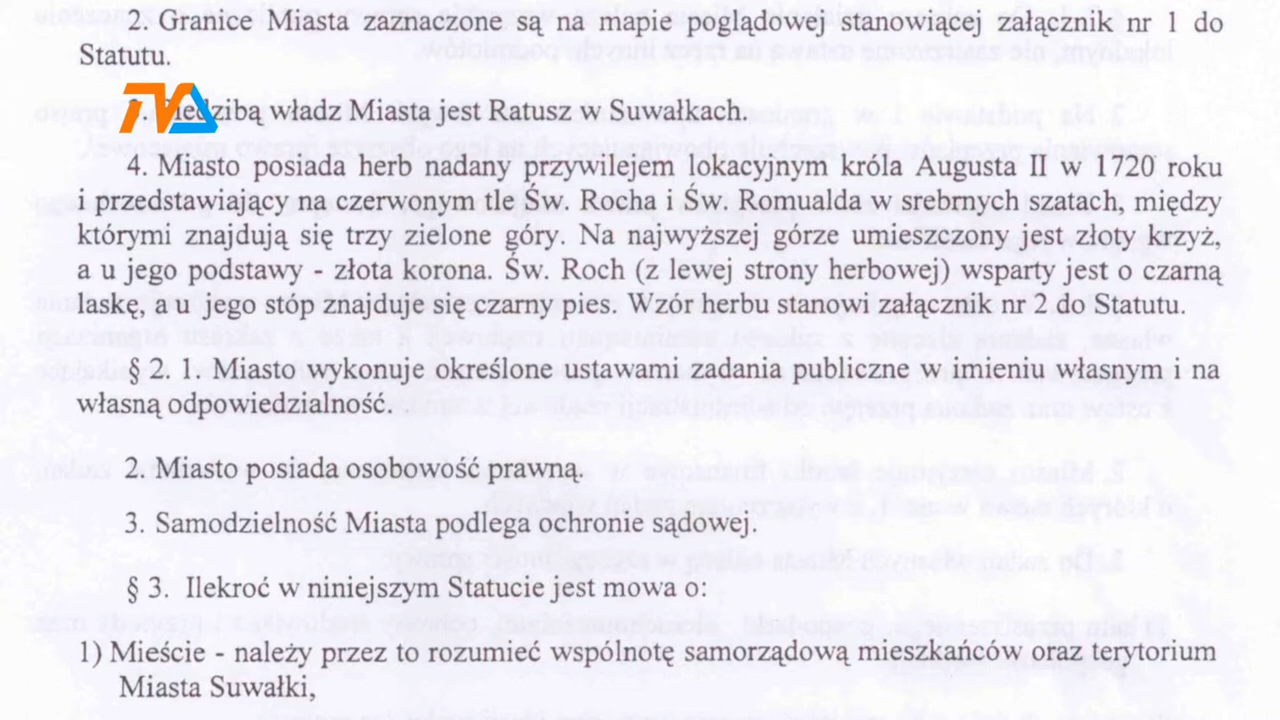 2. Granice Miasta zaznaczone są na mapie poglądowej stanowiącej załącznik nr 1 do
Statutu.
3. Siedzibą władz Miasta jest Ratusz w Suwałkach.
4. Miasto posiada herb nadany przywilejem lokacyjnym króla Augusta II w 1720 roku
i przedstawiający na czerwonym tle Św. Rocha i Św. Romualda w srebrnych szatach, między
którymi znajdują się trzy zielone góry. Na najwyższej górze umieszczony jest złoty krzyż,
a u jego podstawy - złota korona. Św. Roch (z lewej strony herbowej) wsparty jest o czarną
laskę, a u jego stóp znajduje się czarny pies. Wzór herbu stanowi załącznik nr2 do Statutu.
§ 2. 1. Miasto wykonuje określone ustawami zadania publiczne w imieniu własnym i na
własną odpowiedzialność.
2. Miasto posiada osobowość prawną.
3. Samodzielność Miasta podlega ochronie sądowej.
§ 3. Ilekroć w niniejszym Statucie jest mowa o:
1) Mieście - należy przez to rozumieć wspólnotę samorządową mieszkańców oraz terytorium
Miasta Suwałki,